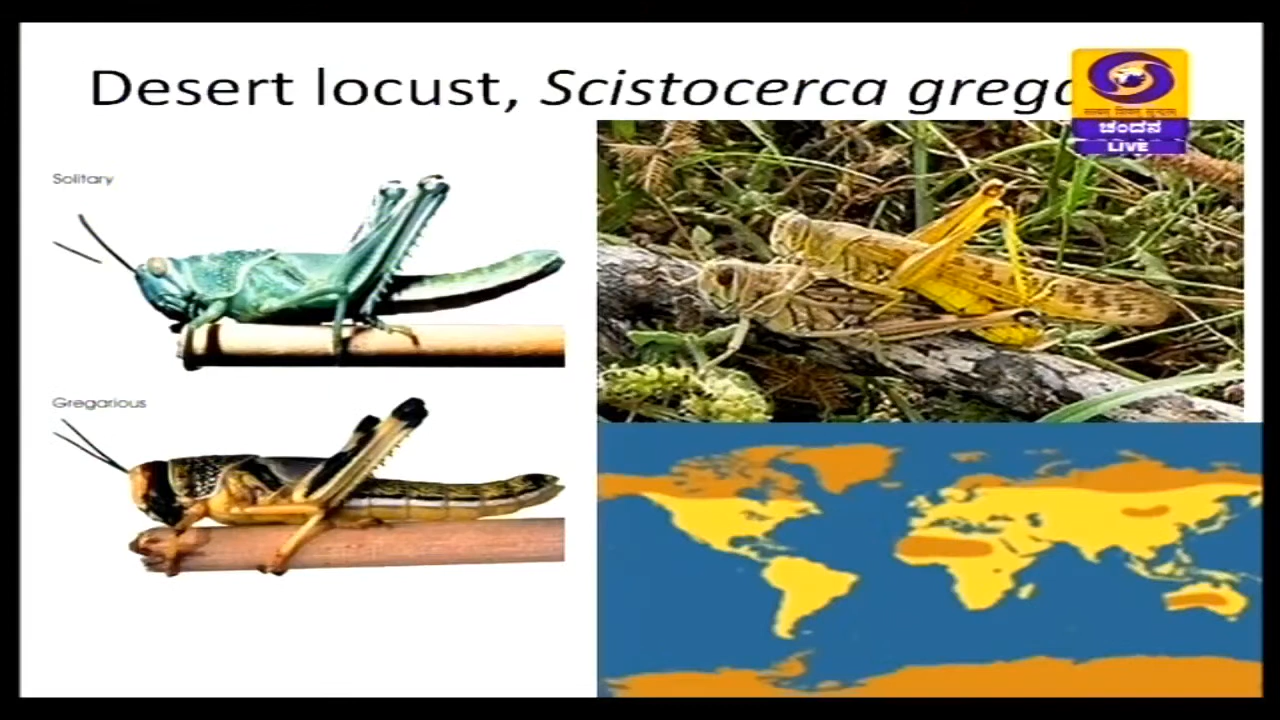 Desert locust, Scistocerca grega
ಚಂದನ
LIVE
Solitary
Gregarious